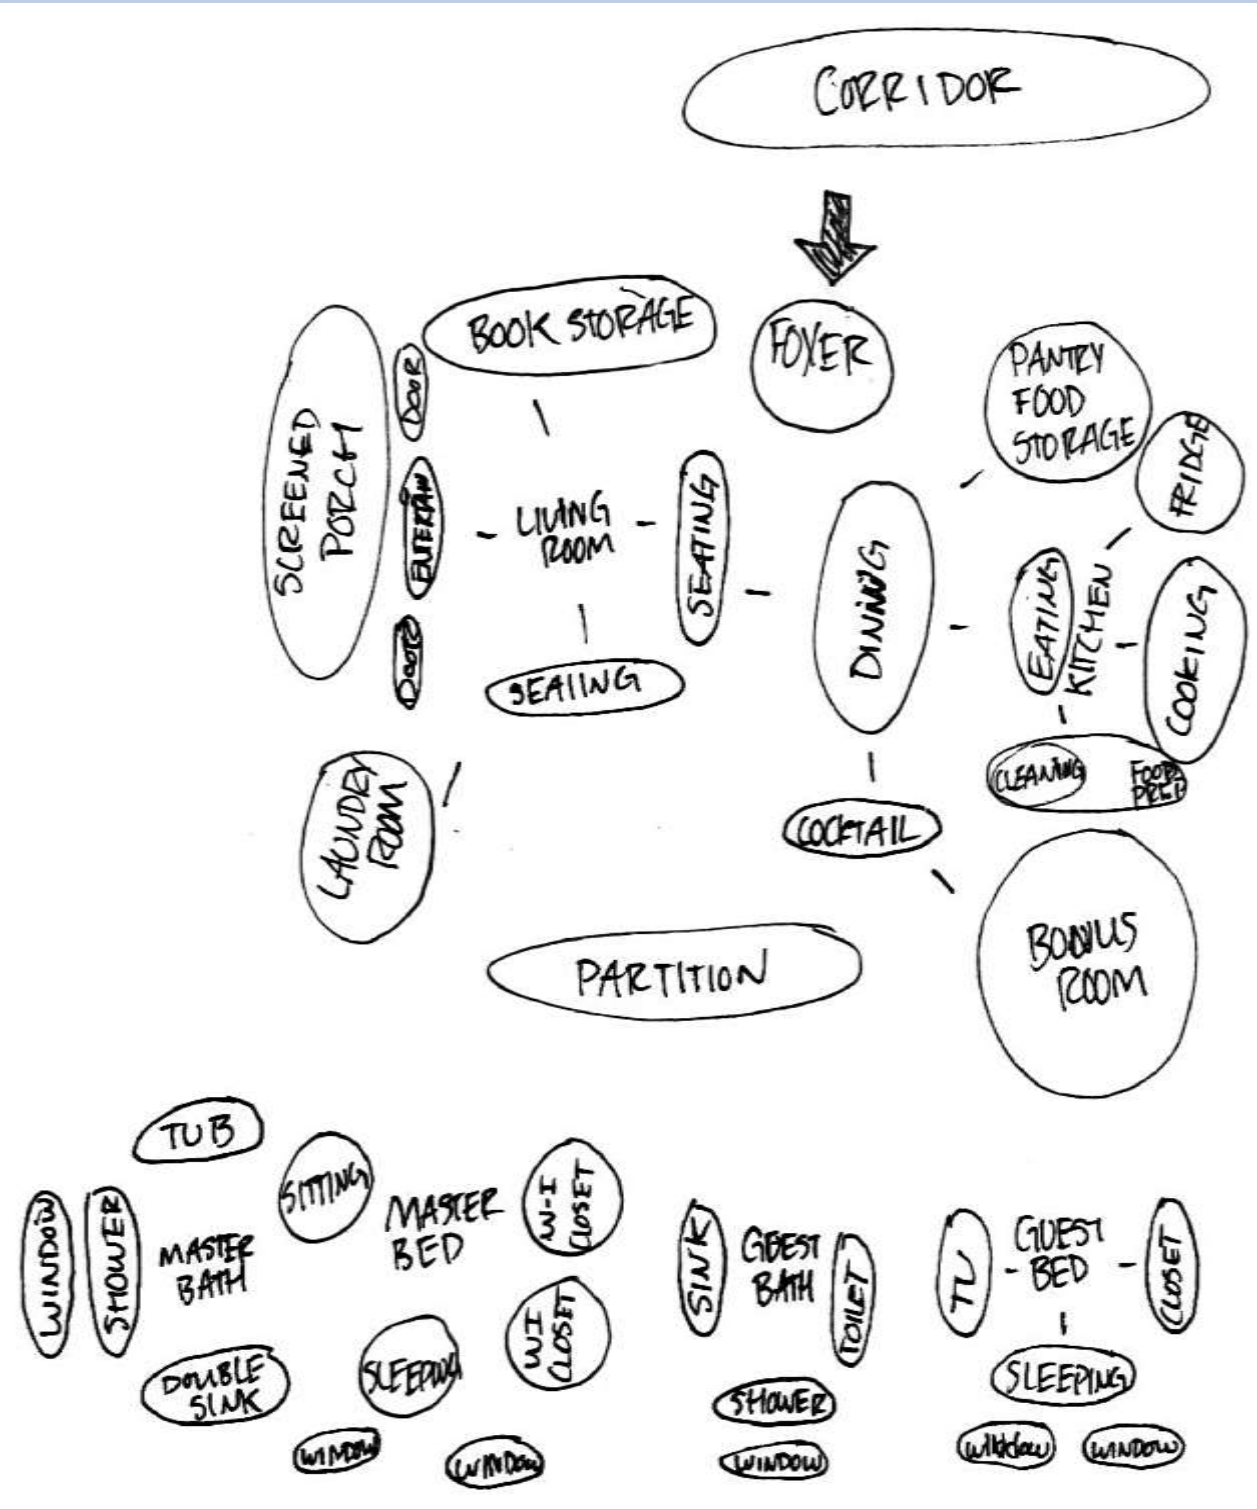 CORRIDOR
BOOK STORAGE
FOYER
PANTRY
FOOD
STORAGE
FRIDGE
SCREENED
PORCH
DOOR
ENTERTAIN
DOOR
LIVING
ROOM
SEATING
SEATING
DINING
EATING
KITCHEN
COOKING
CLEANING
FOOD
PREP
LAUNDRY
ROOM
COCKTAIL
PARTITION
BONUS
ROOM
TUB
SITTING
MASTER
BED
W-I
CLOSET
WINDOW
SHOWER
MASTER
BATH
DOUBLE
SINK
SLEEPING
WI
CLOSET
WINDOW
WINDOW
SINK
GUEST
BATH
TOILET
SHOWER
WINDOW
TV
GUEST
BED
CLOSET
SLEEPING
WINDOW
WINDOW